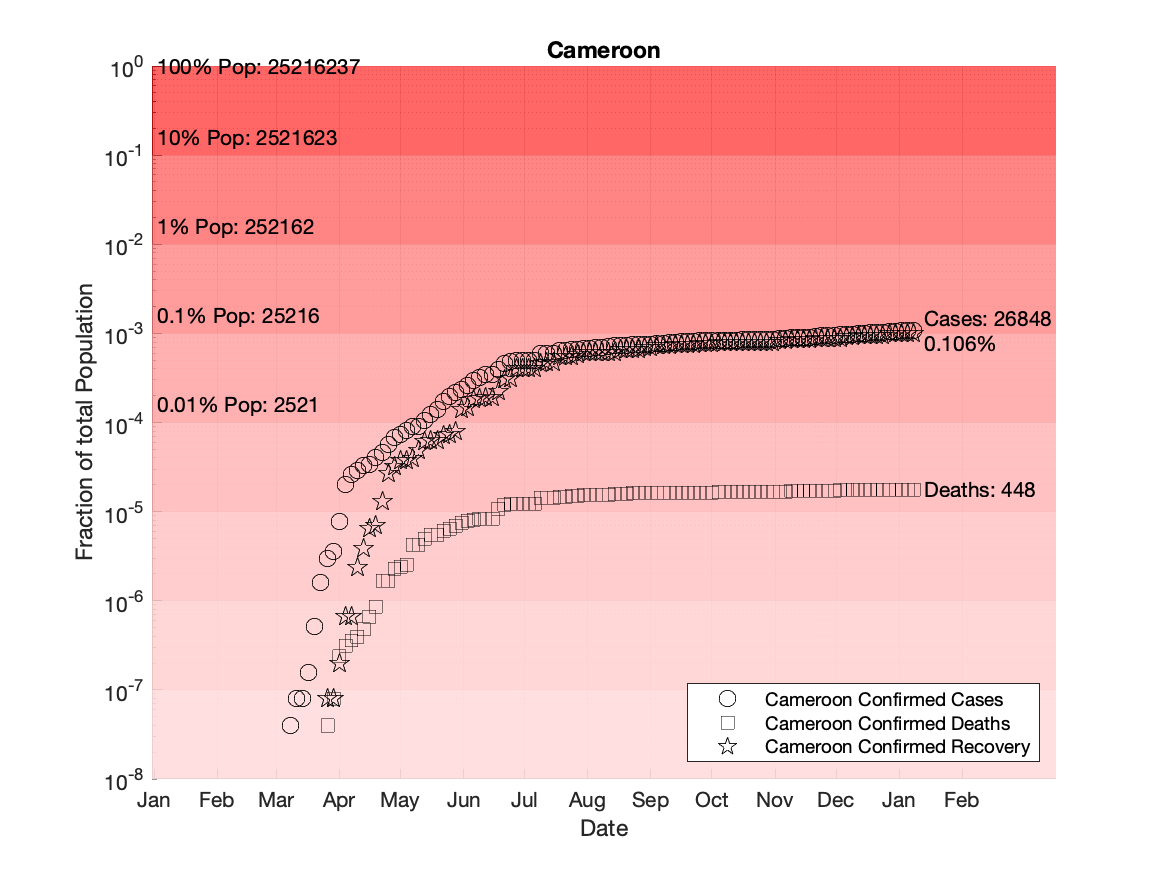 Cameroon
10^0
100% Pop: 25216237
10% Pop: 2521623
10^-1
1% Pop: 252162
10^-2
0.1% Pop: 25216
10^-3
Cases: 26848
0.106%
0.01% Pop: 2521
10^-4
Deaths: 448
10^-5
10^-6
10^-7
10^-8
Fraction of total Population
Cameroon Confirmed Cases
Cameroon Confirmed Deaths
Cameroon Confirmed Recovery
Jan Feb Mar Apr May Jun Jul Aug Sep Oct Nov Dec Jan Feb
Date